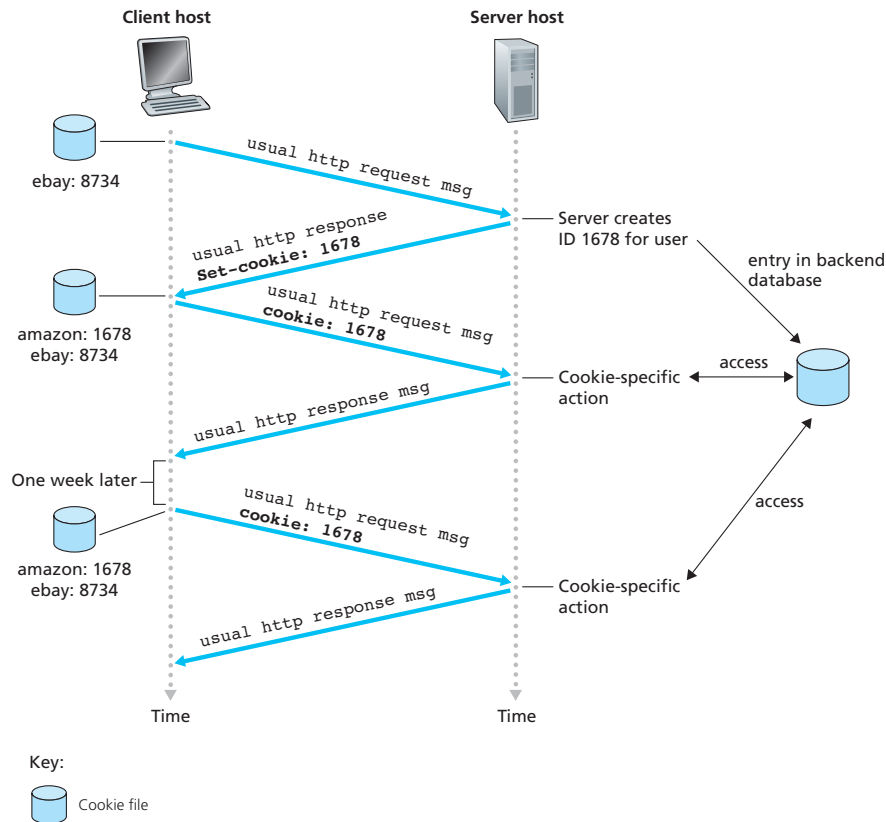 Client host
Server host
ebay: 8734
usual http request msg
Server creates
ID 1678 for user
usual http response
Set-cookie: 1678
entry in backend
database
amazon: 1678
ebay: 8734
usual http request msg
cookie: 1678
Cookie-specific
action
access
usual http response msg
One week later
usual http request msg
cookie: 1678
access
amazon: 1678
ebay: 8734
Cookie-specific
action
usual http response msg
Time
Time
Key:
Cookie file